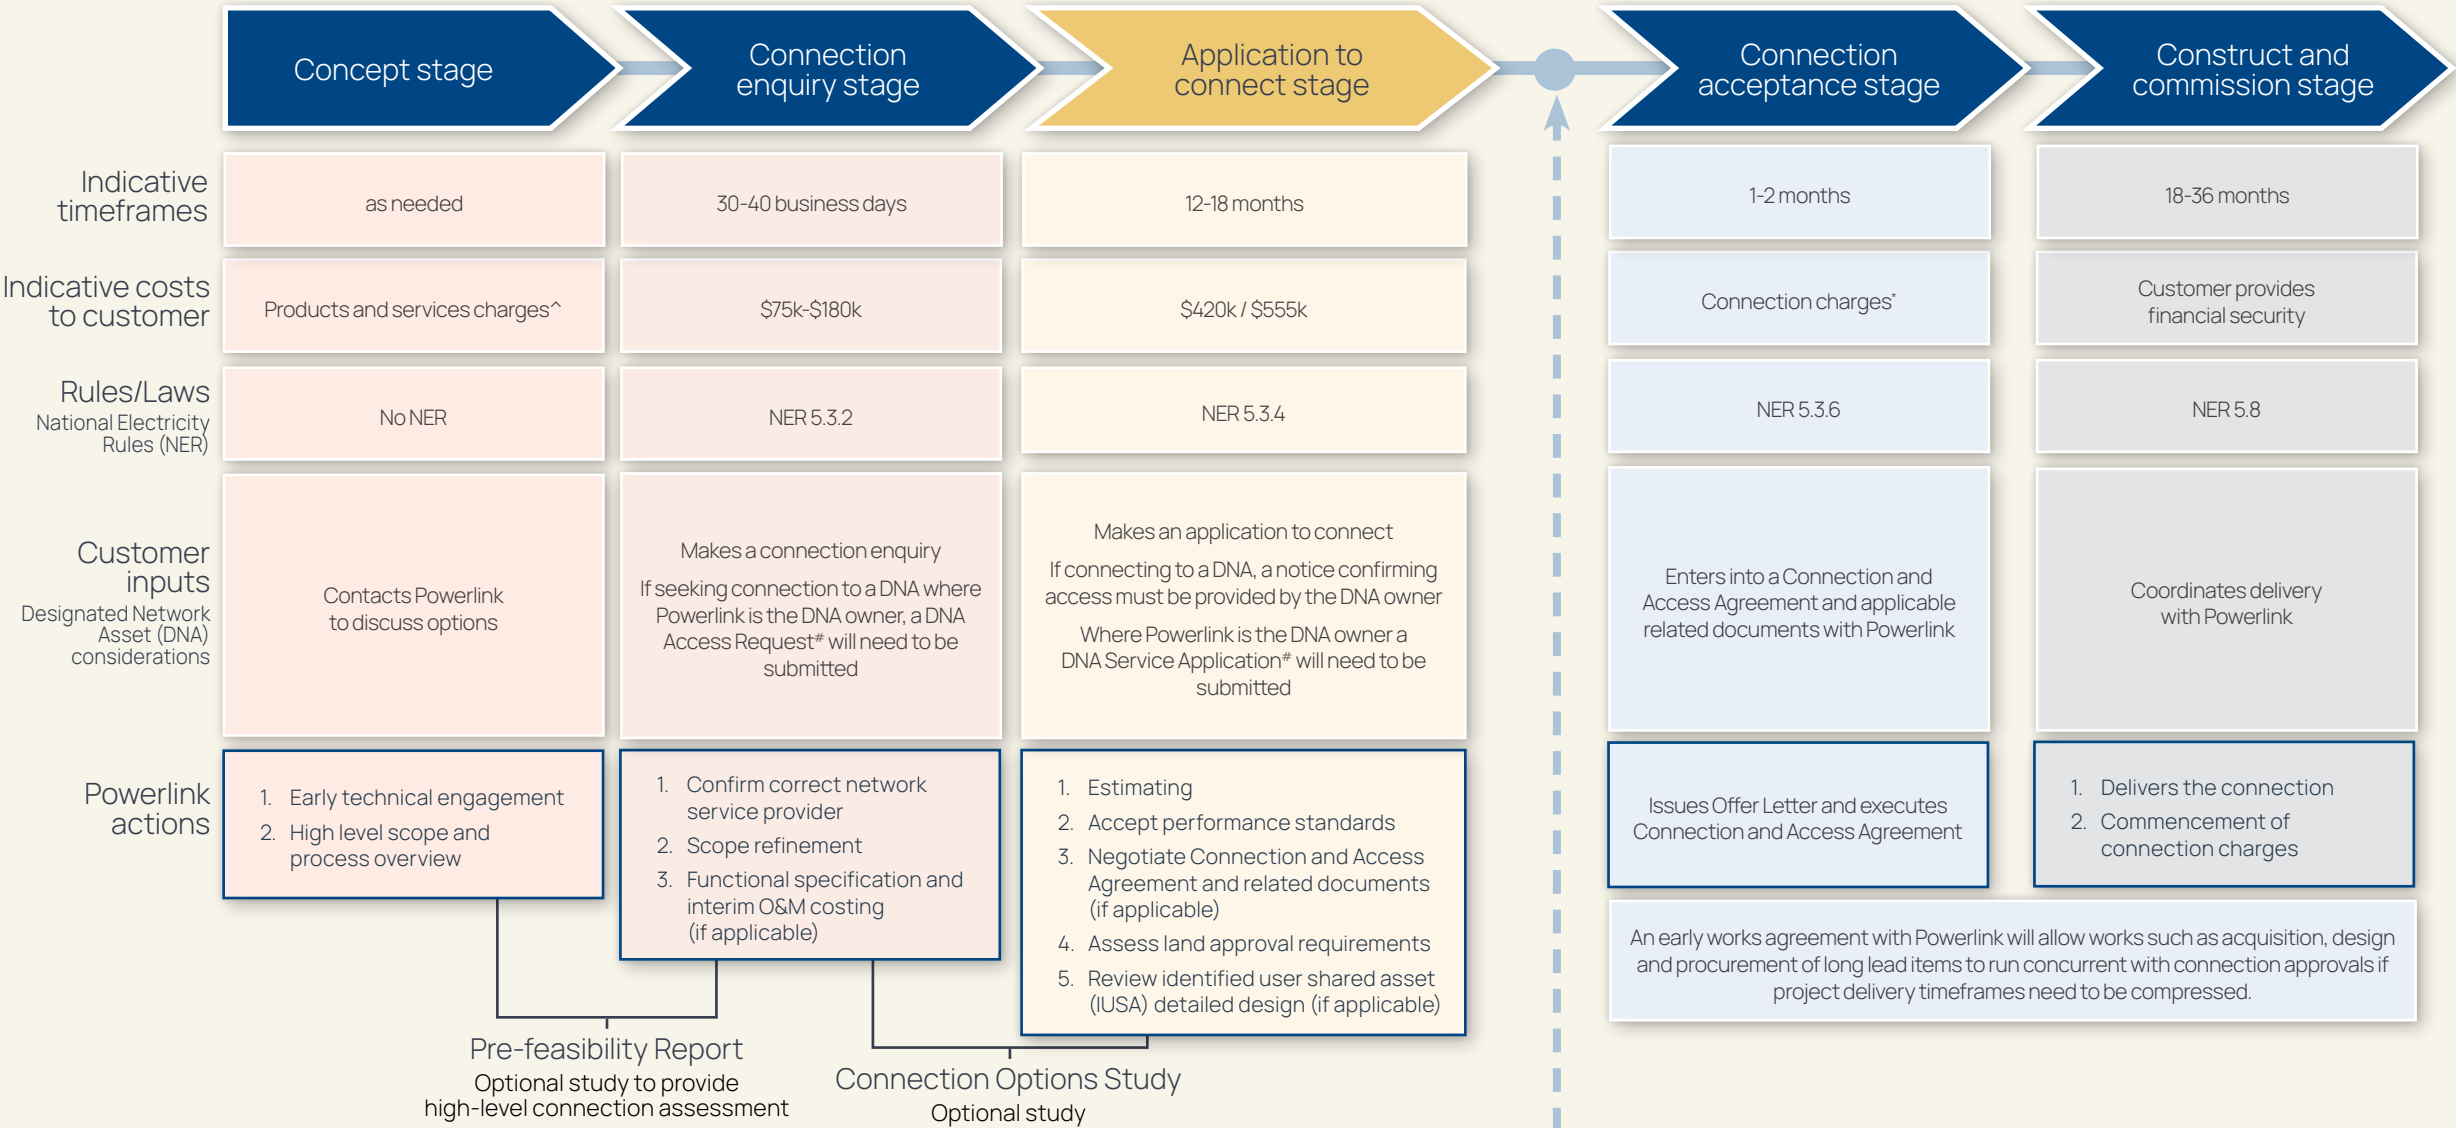 Concept stage
Connection
enquiry stage
Application to
connect stage
Connection
acceptance stage
Construct and
commission stage
Indicative
timeframes
as needed
30-40 business days
12-18 months
1-2 months
18-36 months
Indicative costs
to customer
Products and services charges^
$75k-$180k
$420k / $555k
Connection charges*
Customer provides
financial security
Rules/Laws
National Electricity
Rules (NER)
No NER
NER 5.3.2
NER 5.3.4
NER 5.3.6
NER 5.8
Customer
inputs
Designated Network
Asset (DNA)
considerations
Contacts Powerlink
to discuss options
Makes a connection enquiry
If seeking connection to a DNA where
Powerlink is the DNA owner, a DNA
Access Request# will need to be
submitted
Makes an application to connect
If connecting to a DNA, a notice confirming
access must be provided by the DNA owner
Where Powerlink is the DNA owner a
DNA Service Application# will need to be
submitted
Enters into a Connection and
Access Agreement and applicable
related documents with Powerlink
Coordinates delivery
with Powerlink
Powerlink
actions
1. Early technical engagement
2. High level scope and
process overview
1. Confirm correct network
service provider
2. Scope refinement
3. Functional specification and
interim O&M costing
(if applicable)
1. Estimating
2. Accept performance standards
3. Negotiate Connection and Access
Agreement and related documents
(if applicable)
4. Assess land approval requirements
5. Review identified user shared asset
(IUSA) detailed design (if applicable)
Issues Offer Letter and executes
Connection and Access Agreement
1. Delivers the connection
2. Commencement of
connection charges
An early works agreement with Powerlink will allow works such as acquisition, design
and procurement of long lead items to run concurrent with connection approvals if
project delivery timeframes need to be compressed.
Pre-feasibility Report
Optional study to provide
high-level connection assessment
Connection Options Study
Optional study